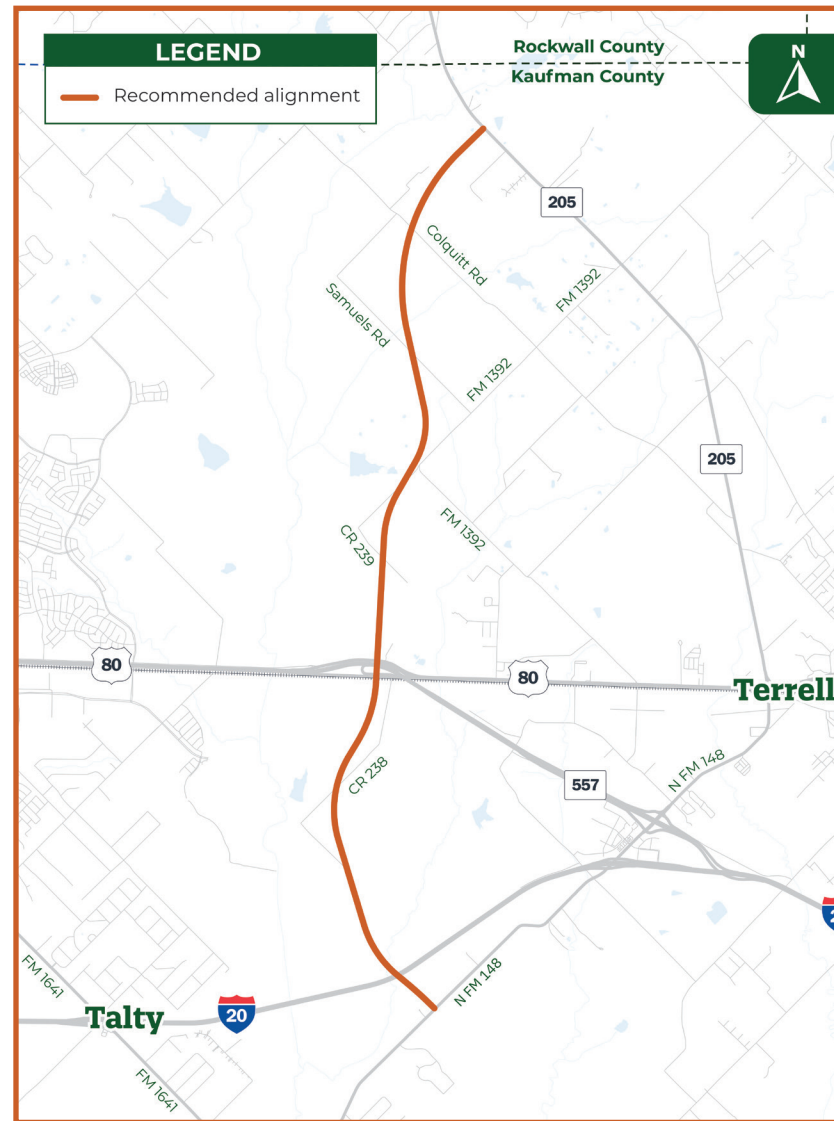 LEGEND
Recommended alignment
Rockwall County
Kaufman County
N
205
Colquitt Rd
FM 1392
Samuels Rd
FM 1392
205
FM 1392
CR 239
80
80
Terrell
CR 238
557
N FM 148
N FM 148
FM 1641
Talty
20
FM 1641